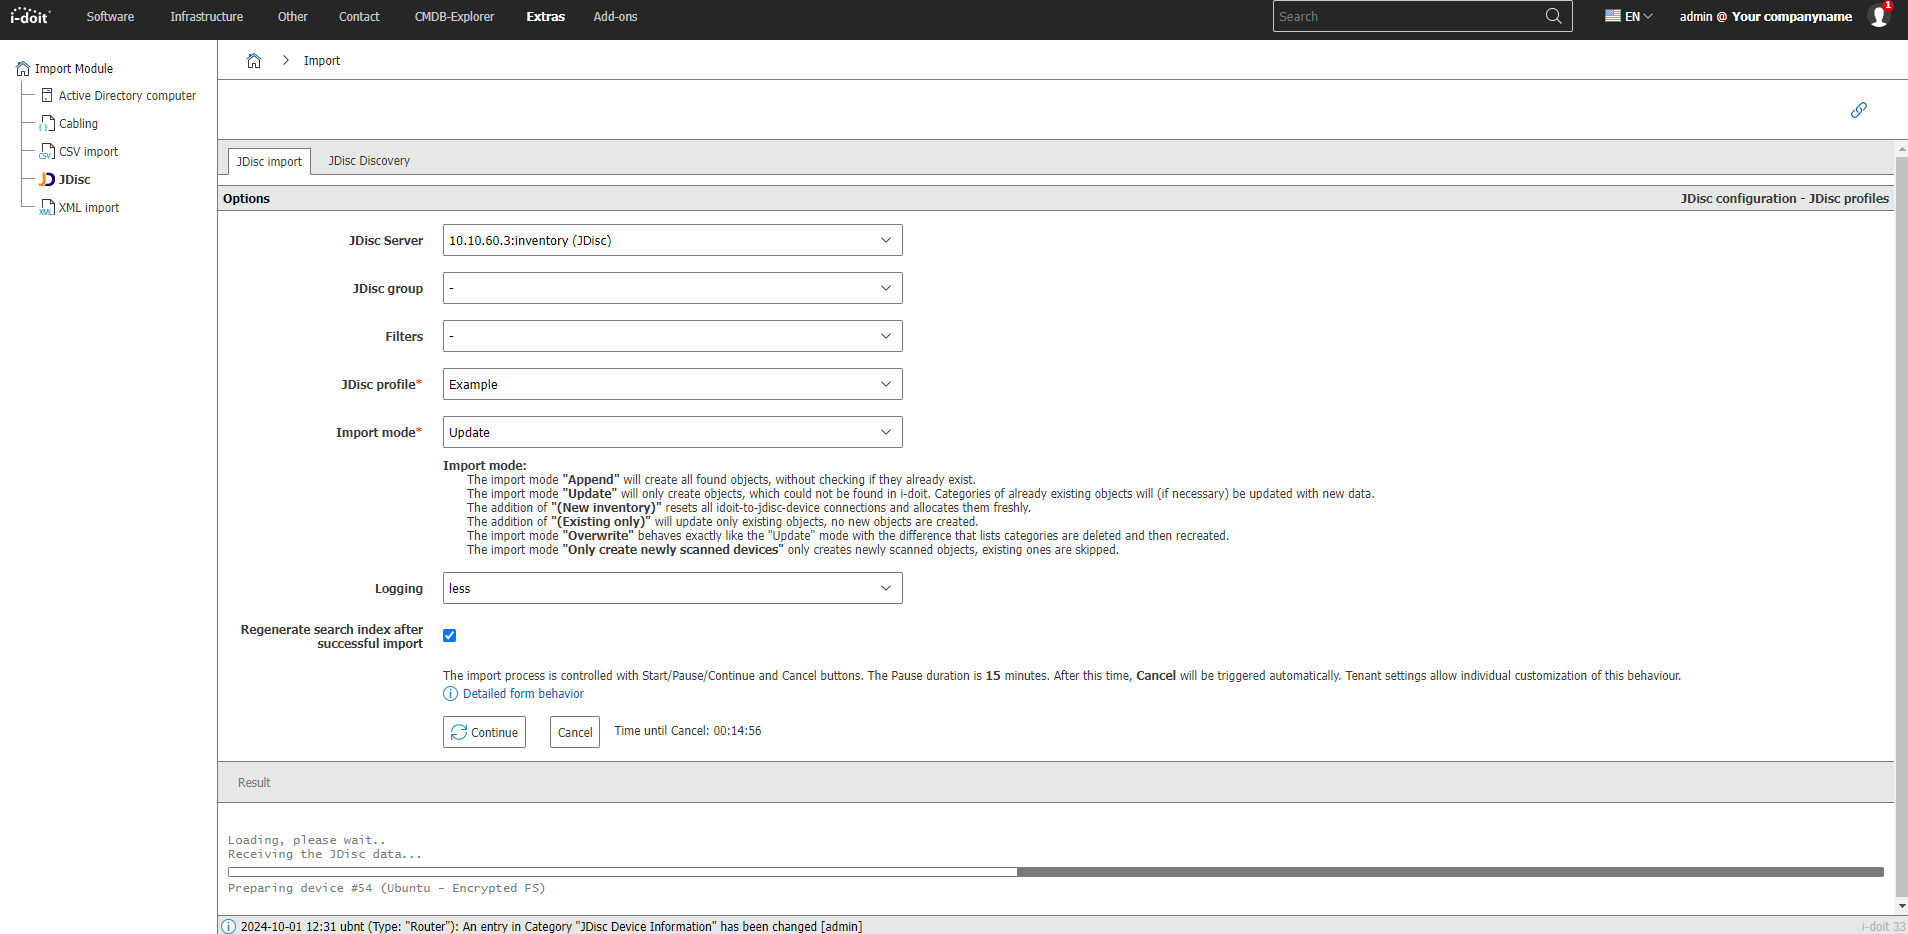 i-doit
Software
Infrastructure
Other
Contact
CMDB-Explorer
Extras
Add-ons
Search
EN
admin @ Your companyname
1
Import Module
Active Directory computer
Cabling
CSV import
JDisc
XML import
Import
JDisc import
JDisc Discovery
Options
JDisc configuration - JDisc profiles
JDisc Server
10.10.60.3:inventory (JDisc)
JDisc group
-
Filters
-
JDisc profile*
Example
Import mode*
Update
Import mode:
The import mode "Append" will create all found objects, without checking if they already exist.
The import mode "Update" will only create objects, which could not be found in i-doit. Categories of already existing objects will (if necessary) be updated with new data.
The addition of "(New inventory)" resets all idoit-to-jdisc-device connections and allocates them freshly.
The addition of "(Existing only)" will update only existing objects, no new objects are created.
The import mode "Overwrite" behaves exactly like the "Update" mode with the difference that lists categories are deleted and then recreated.
The import mode "Only create newly scanned devices" only creates newly scanned objects, existing ones are skipped.
Logging
less
Regenerate search index after
successful import
The import process is controlled with Start/Pause/Continue and Cancel buttons. The Pause duration is 15 minutes. After this time, Cancel will be triggered automatically. Tenant settings allow individual customization of this behaviour.
Detailed form behavior
Continue
Cancel
Time until Cancel: 00:14:56
Result
Loading, please wait..
Receiving the JDisc data...
Preparing device #54 (Ubuntu - Encrypted FS)
2024-10-01 12:31 ubnt (Type: "Router"): An entry in Category "JDisc Device Information" has been changed [admin]
i-doit 33